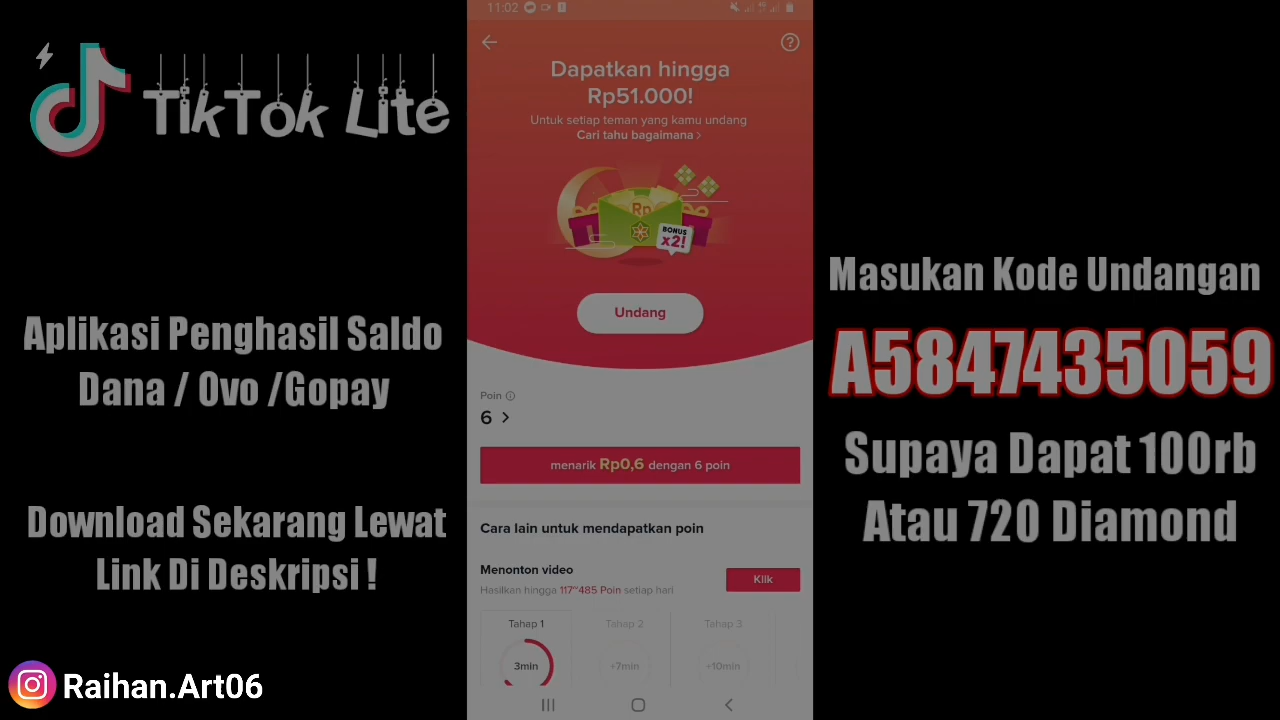 TikTok Lite
Aplikasi Penghasil Saldo
Dana / Ovo /Gopay
Download Sekarang Lewat
Link Di Deskripsi !
Raihan.Art06
11:02
Dapatkan hingga
Rp51.000!
Untuk setiap teman yang kamu undang
Cari tahu bagaimana >
Rp
BONUS
x2!
Undang
Poin
6 >
menarik Rp0,6 dengan 6 poin
Cara lain untuk mendapatkan poin
Menonton video
Hasilkan hingga 117~485 Poin setiap hari
Klik
Tahap 1
Tahap 2
Tahap 3
3min
+7min
+10min
Masukan Kode Undangan
A5847435059
Supaya Dapat 100rb
Atau 720 Diamond